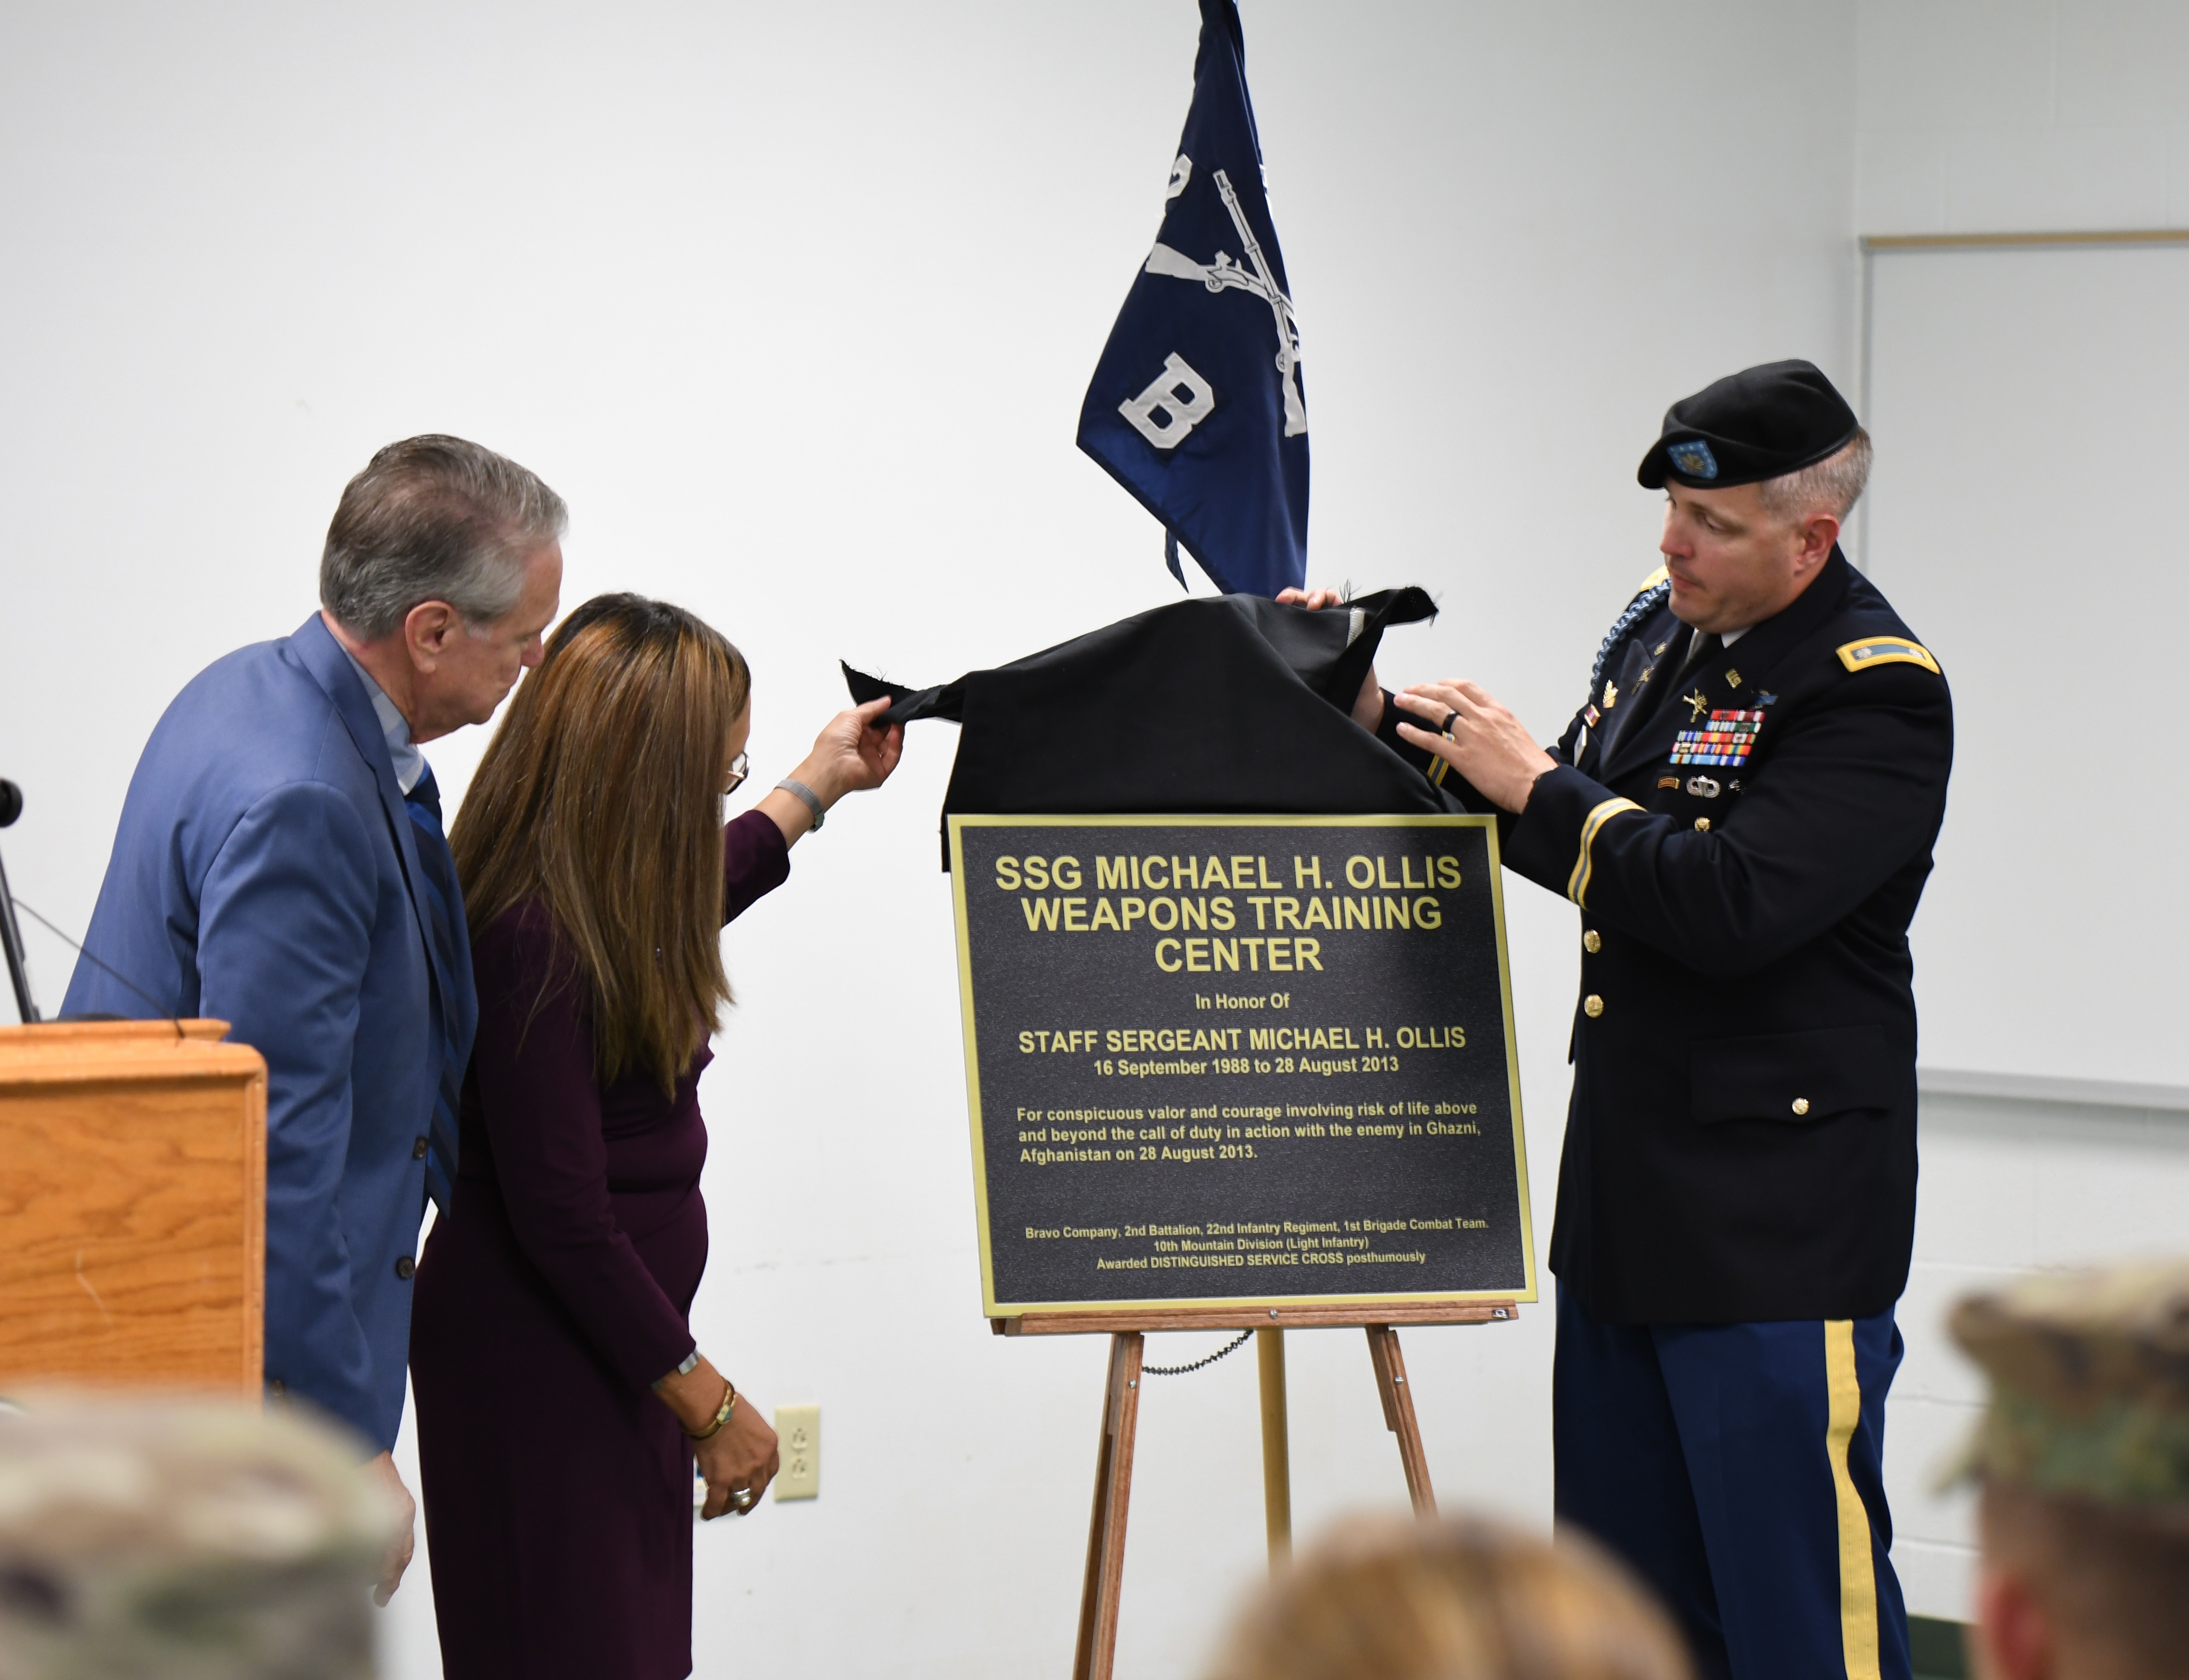 2
B
SSG MICHAEL H. OLLIS
WEAPONS TRAINING
CENTER
In Honor Of
STAFF SERGEANT MICHAEL H. OLLIS
16 September 1988 to 28 August 2013
For conspicuous valor and courage involving risk of life above
and beyond the call of duty in action with the enemy in Ghazni,
Afghanistan on 28 August 2013.
Bravo Company, 2nd Battalion, 22nd Infantry Regiment, 1st Brigade Combat Team.
10th Mountain Division (Light Infantry)
Awarded DISTINGUISHED SERVICE CROSS posthumously